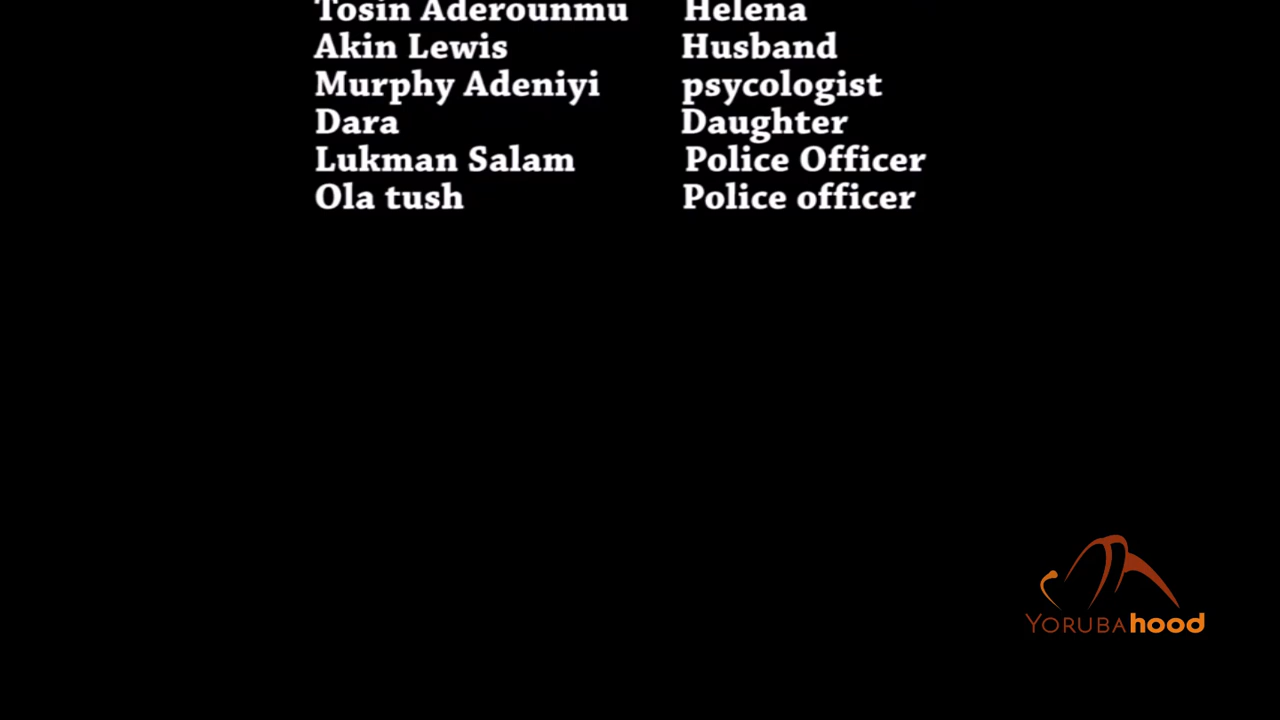 Tosin Aderounmu Helena
Akin Lewis Husband
Murphy Adeniyi psycologist
Dara Daughter
Lukman Salam Police Officer
Ola tush Police officer
YORUBAhood